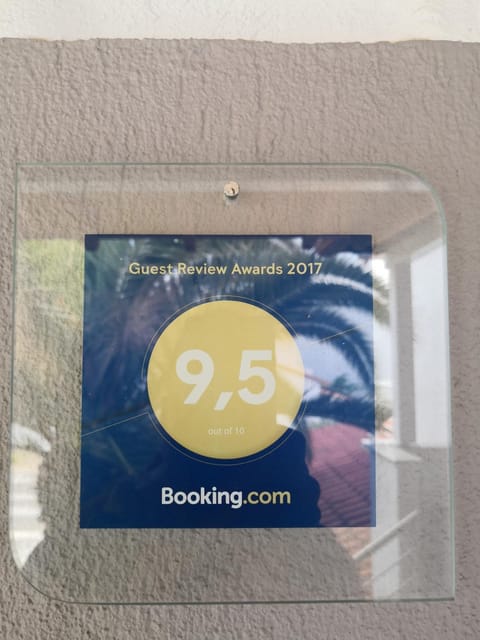 Guest Review Awards 2017
9,5
out of 10
Booking.com